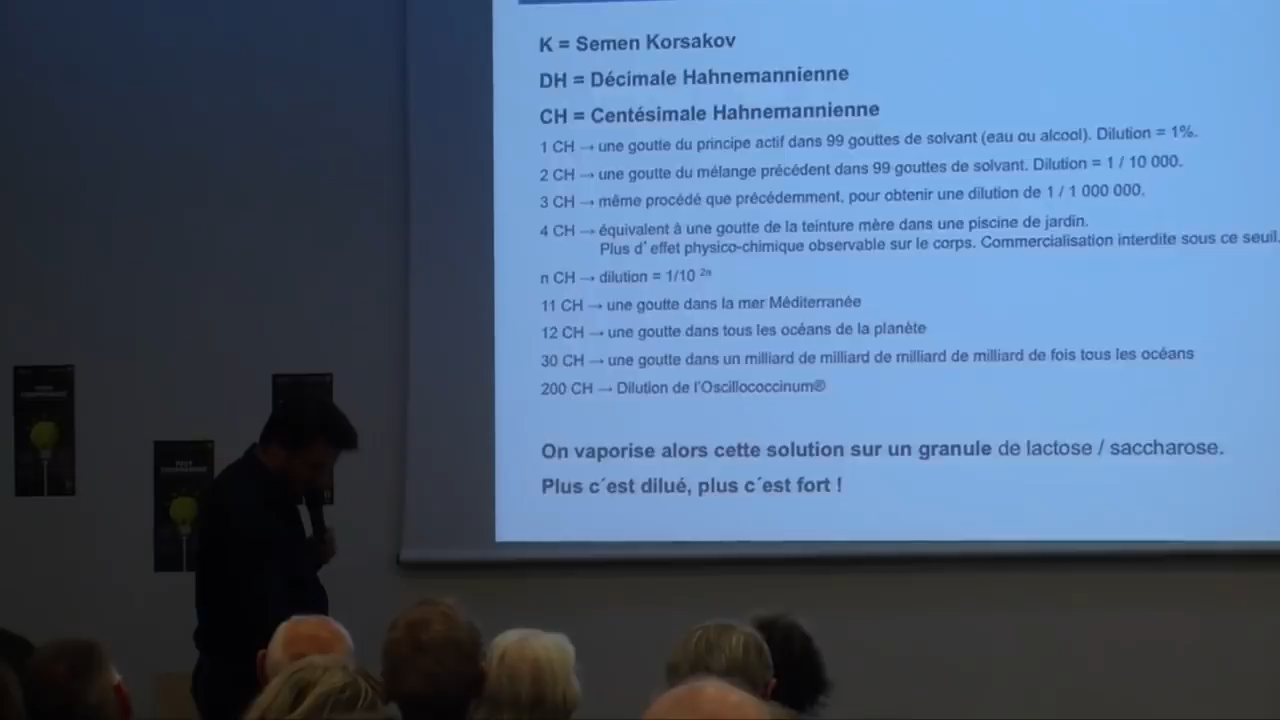 K = Semen Korsakov
DH = Décimale Hahnemannienne
CH = Centésimale Hahnemannienne
1 CH → une goutte du principe actif dans 99 gouttes de solvant (eau ou alcool). Dilution = 1%.
2 CH → une goutte du mélange précédent dans 99 gouttes de solvant. Dilution = 1 / 10 000.
3 CH → même procédé que précédemment, pour obtenir une dilution de 1 / 1 000 000.
4 CH → équivalent à une goutte de la teinture mère dans une piscine de jardin.
Plus d' effet physico-chimique observable sur le corps. Commercialisation interdite sous ce seuil.
n CH → dilution = 1/10 ²ⁿ
11 CH → une goutte dans la mer Méditerranée
12 CH → une goutte dans tous les océans de la planète
30 CH → une goutte dans un milliard de milliard de milliard de milliard de fois tous les océans
200 CH → Dilution de l'Oscillococcinum®
On vaporise alors cette solution sur un granule de lactose / saccharose.
Plus c´est dilué, plus c´est fort !